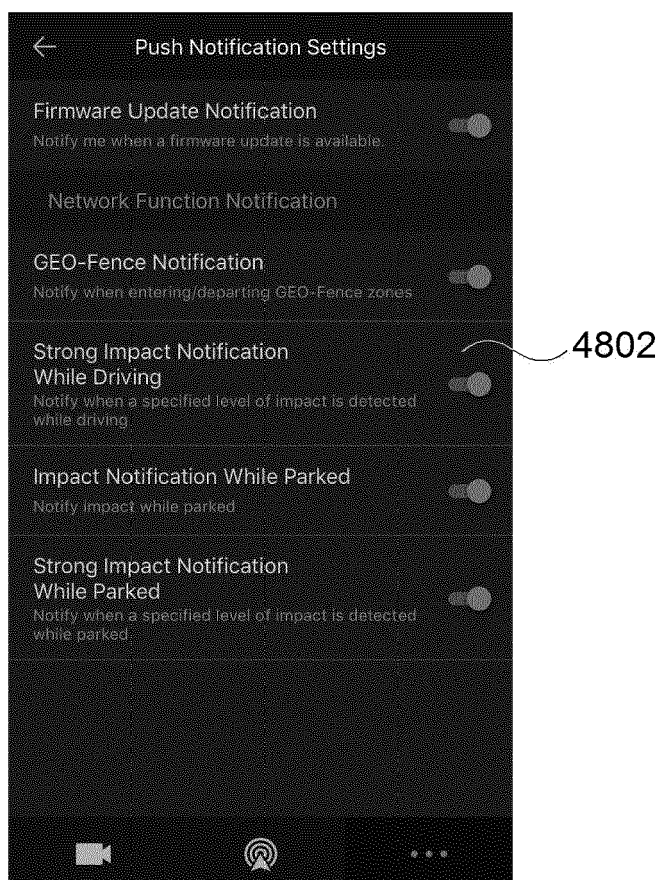 Push Notification Settings
Firmware Update Notification
Notify me when a firmware update is available.
Network Function Notification
GEO-Fence Notification
Notify when entering/departing GEO-Fence zones
Strong Impact Notification
While Driving
Notify when a specified level of impact is detected
while driving
4802
Impact Notification While Parked
Notify impact while parked
Strong Impact Notification
While Parked
Notify when a specified level of impact is detected
while parked